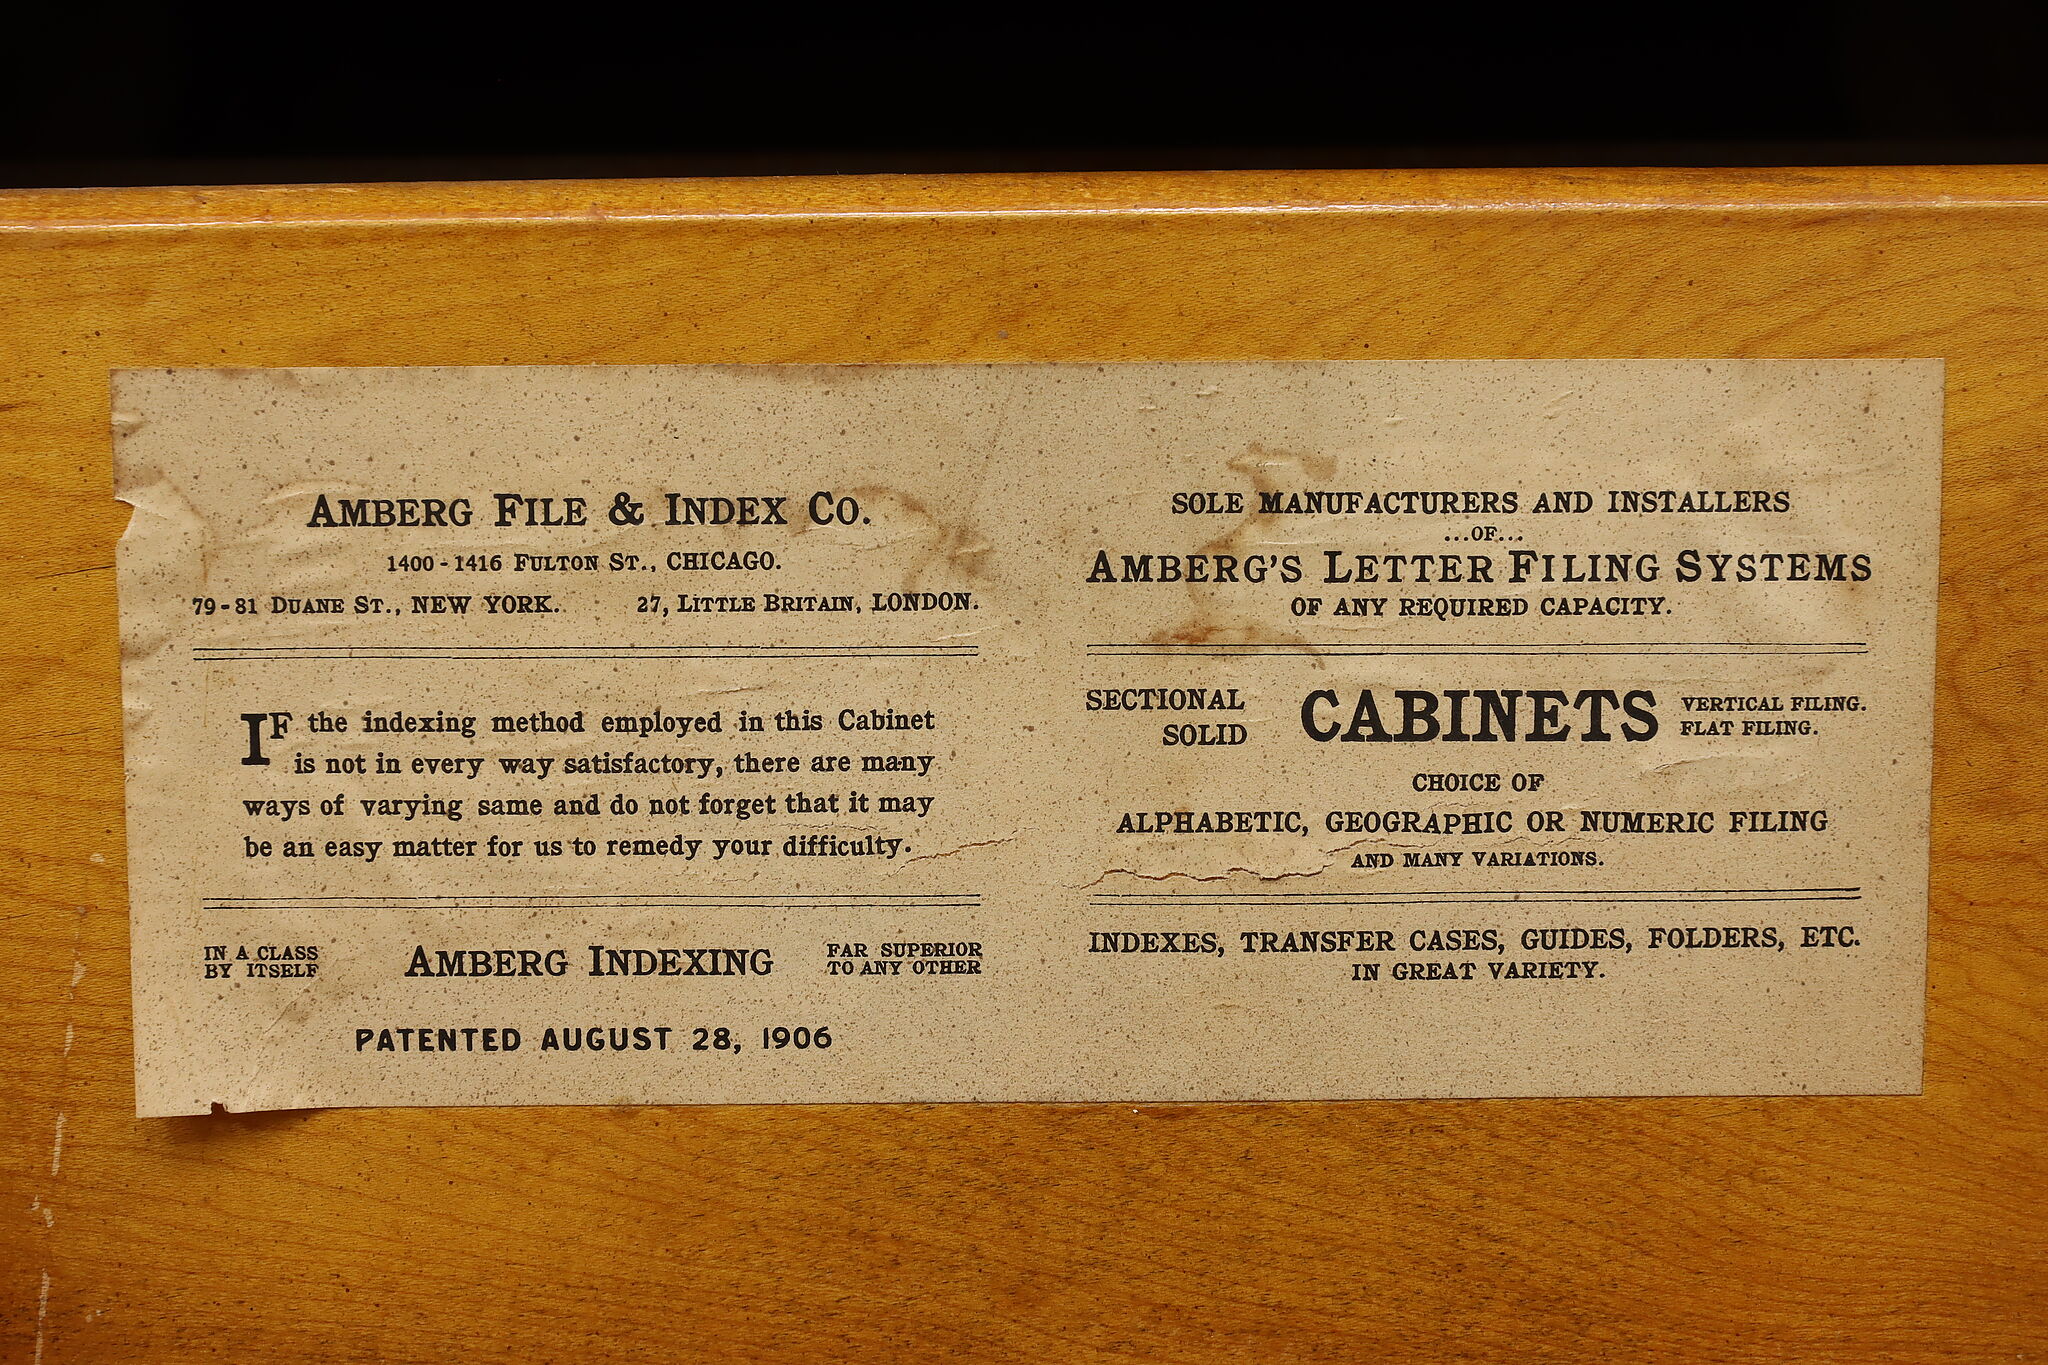 AMBERG FILE & INDEX CO.
1400-1416 FULTON ST., CHICAGO.
79-81 DUANE ST., NEW YORK. 27, LITTLE BRITAIN, LONDON.
IF the indexing method employed in this Cabinet
is not in every way satisfactory, there are many
ways of varying same and do not forget that it may
be an easy matter for us to remedy your difficulty.
IN A CLASS
BY ITSELF
AMBERG INDEXING
FAR SUPERIOR
TO ANY OTHER
PATENTED AUGUST 28, 1906
SOLE MANUFACTURERS AND INSTALLERS
...OF...
AMBERG'S LETTER FILING SYSTEMS
OF ANY REQUIRED CAPACITY.
SECTIONAL
SOLID
CABINETS
VERTICAL FILING.
FLAT FILING.
CHOICE OF
ALPHABETIC, GEOGRAPHIC OR NUMERIC FILING
AND MANY VARIATIONS.
INDEXES, TRANSFER CASES, GUIDES, FOLDERS, ETC.
IN GREAT VARIETY.